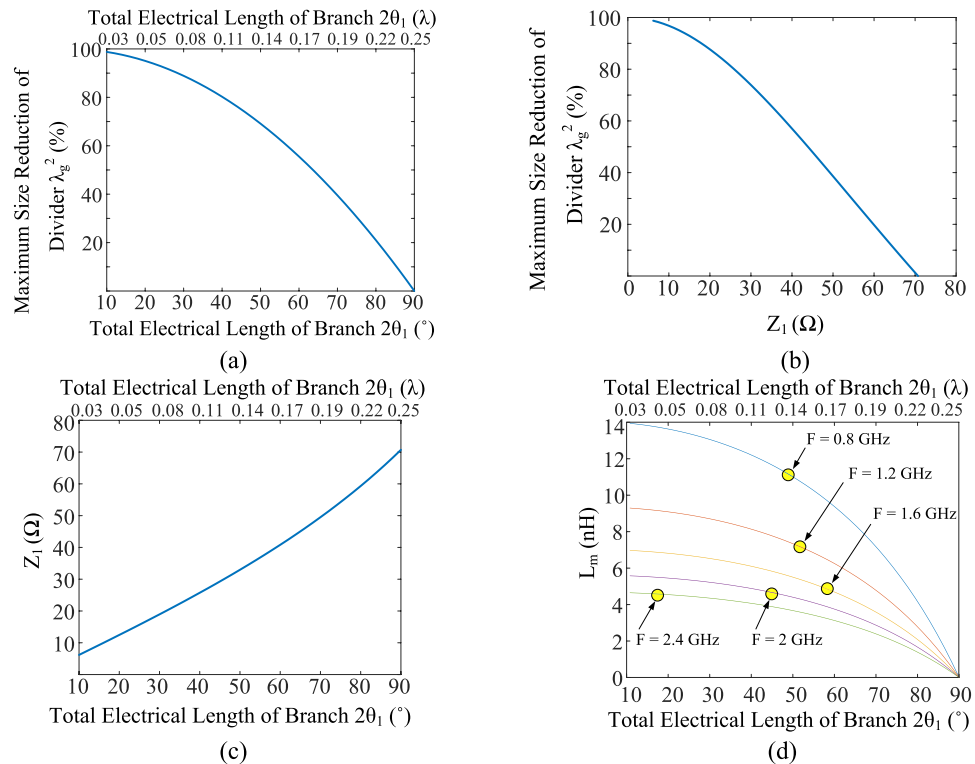 Total Electrical Length of Branch 2θ₁ (λ)
0.03 0.05 0.08 0.11 0.14 0.17 0.19 0.22 0.25
100
80
60
40
20
Maximum Size Reduction of
Divider λg² (%)
10 20 30 40 50 60 70 80 90
Total Electrical Length of Branch 2θ₁ (°)
(a)
100
80
60
40
20
Maximum Size Reduction of
Divider λg² (%)
0 10 20 30 40 50 60 70 80
Z₁ (Ω)
(b)
Total Electrical Length of Branch 2θ₁ (λ)
0.03 0.05 0.08 0.11 0.14 0.17 0.19 0.22 0.25
80
70
60
50
40
30
20
10
Z₁ (Ω)
10 20 30 40 50 60 70 80 90
Total Electrical Length of Branch 2θ₁ (°)
(c)
Total Electrical Length of Branch 2θ₁ (λ)
0.03 0.05 0.08 0.11 0.14 0.17 0.19 0.22 0.25
14
12
10
8
6
4
2
0
Lm (nH)
F = 0.8 GHz
F = 1.2 GHz
F = 1.6 GHz
F = 2.4 GHz
F = 2 GHz
10 20 30 40 50 60 70 80 90
Total Electrical Length of Branch 2θ₁ (°)
(d)